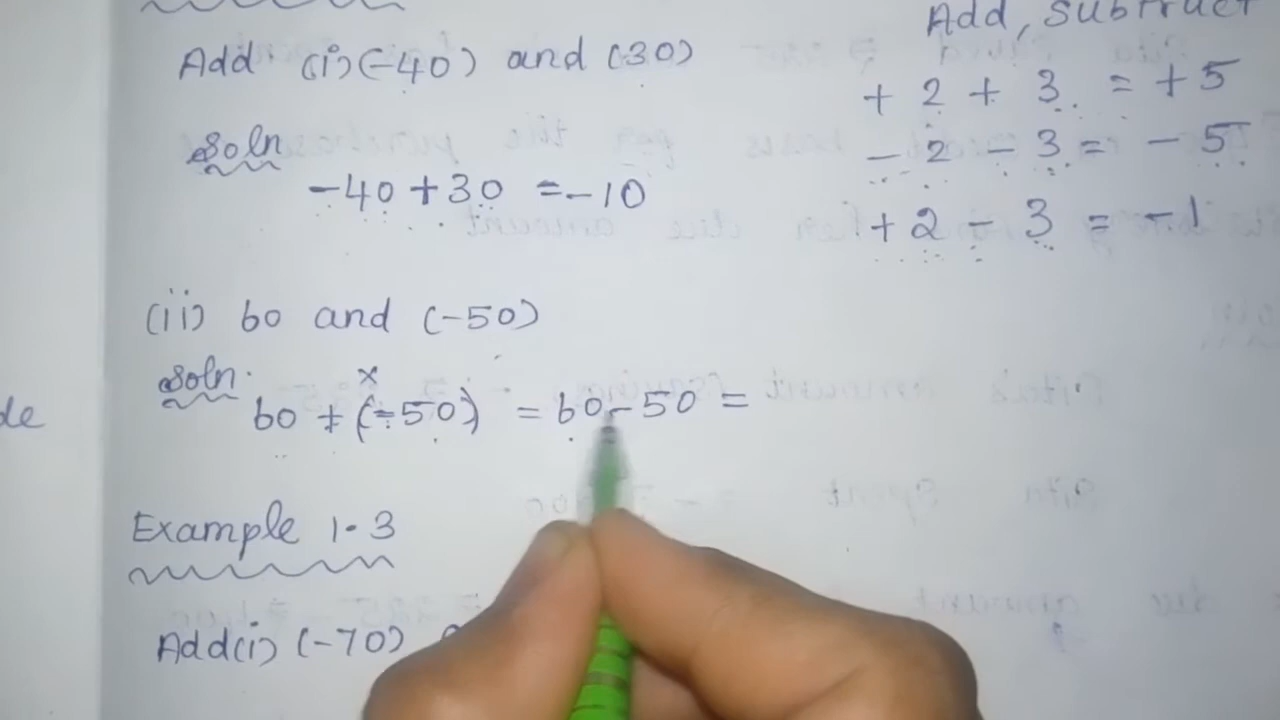 Add (i) (-40) and (30)
Soln
-40 + 30 = -10
(ii) 60 and (-50)
Soln.
x
60 + (-50) = 60 - 50 =
Example 1.3
Add (i) (-70)
de
Add, Subtract
+ 2 + 3 = + 5
- 2 - 3 = - 5
+ 2 - 3 = - 1